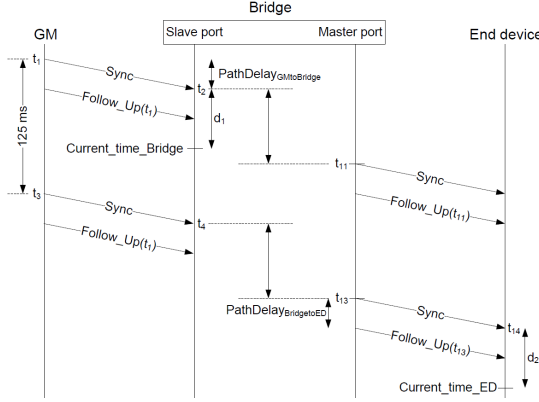 Bridge
GM
Slave port
Master port
End device
t1
Sync
PathDelayGMtoBridge
t2
Follow_Up(t1)
d1
125 ms
Current_time_Bridge
t11
Sync
t3
Sync
Follow_Up(t11)
t4
Follow_Up(t1)
t13
PathDelayBridgetoED
Sync
t14
Follow_Up(t13)
d2
Current_time_ED